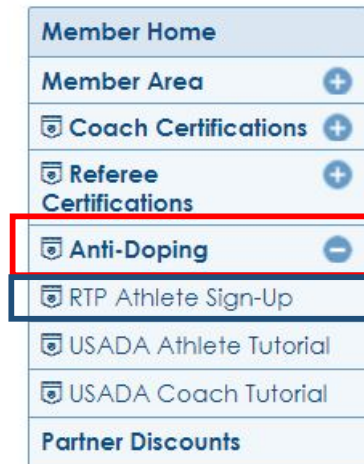 Member Home
Member Area
Coach Certifications
Referee
Certifications
Anti-Doping
RTP Athlete Sign-Up
USADA Athlete Tutorial
USADA Coach Tutorial
Partner Discounts